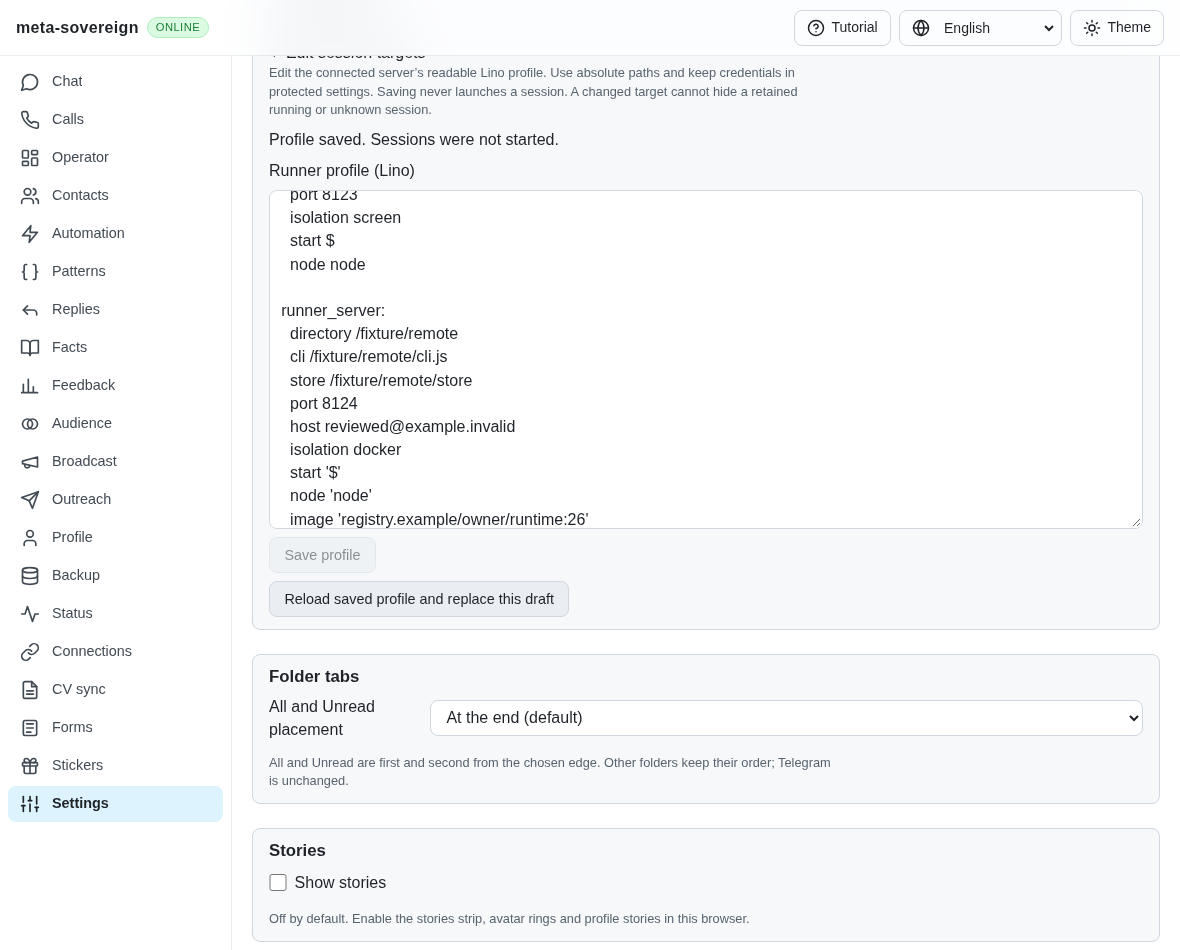 meta-sovereign ONLINE
Tutorial
English
Theme
Chat
Calls
Operator
Contacts
Automation
Patterns
Replies
Facts
Feedback
Audience
Broadcast
Outreach
Profile
Backup
Status
Connections
CV sync
Forms
Stickers
Settings
Edit session targets
Edit the connected server's readable Lino profile. Use absolute paths and keep credentials in
protected settings. Saving never launches a session. A changed target cannot hide a retained
running or unknown session.
Profile saved. Sessions were not started.
Runner profile (Lino)
port 8123
isolation screen
start $
node node
runner_server:
directory /fixture/remote
cli /fixture/remote/cli.js
store /fixture/remote/store
port 8124
host reviewed@example.invalid
isolation docker
start '$'
node 'node'
image 'registry.example/owner/runtime:26'
Save profile
Reload saved profile and replace this draft
Folder tabs
All and Unread
placement
At the end (default)
All and Unread are first and second from the chosen edge. Other folders keep their order; Telegram
is unchanged.
Stories
Show stories
Off by default. Enable the stories strip, avatar rings and profile stories in this browser.